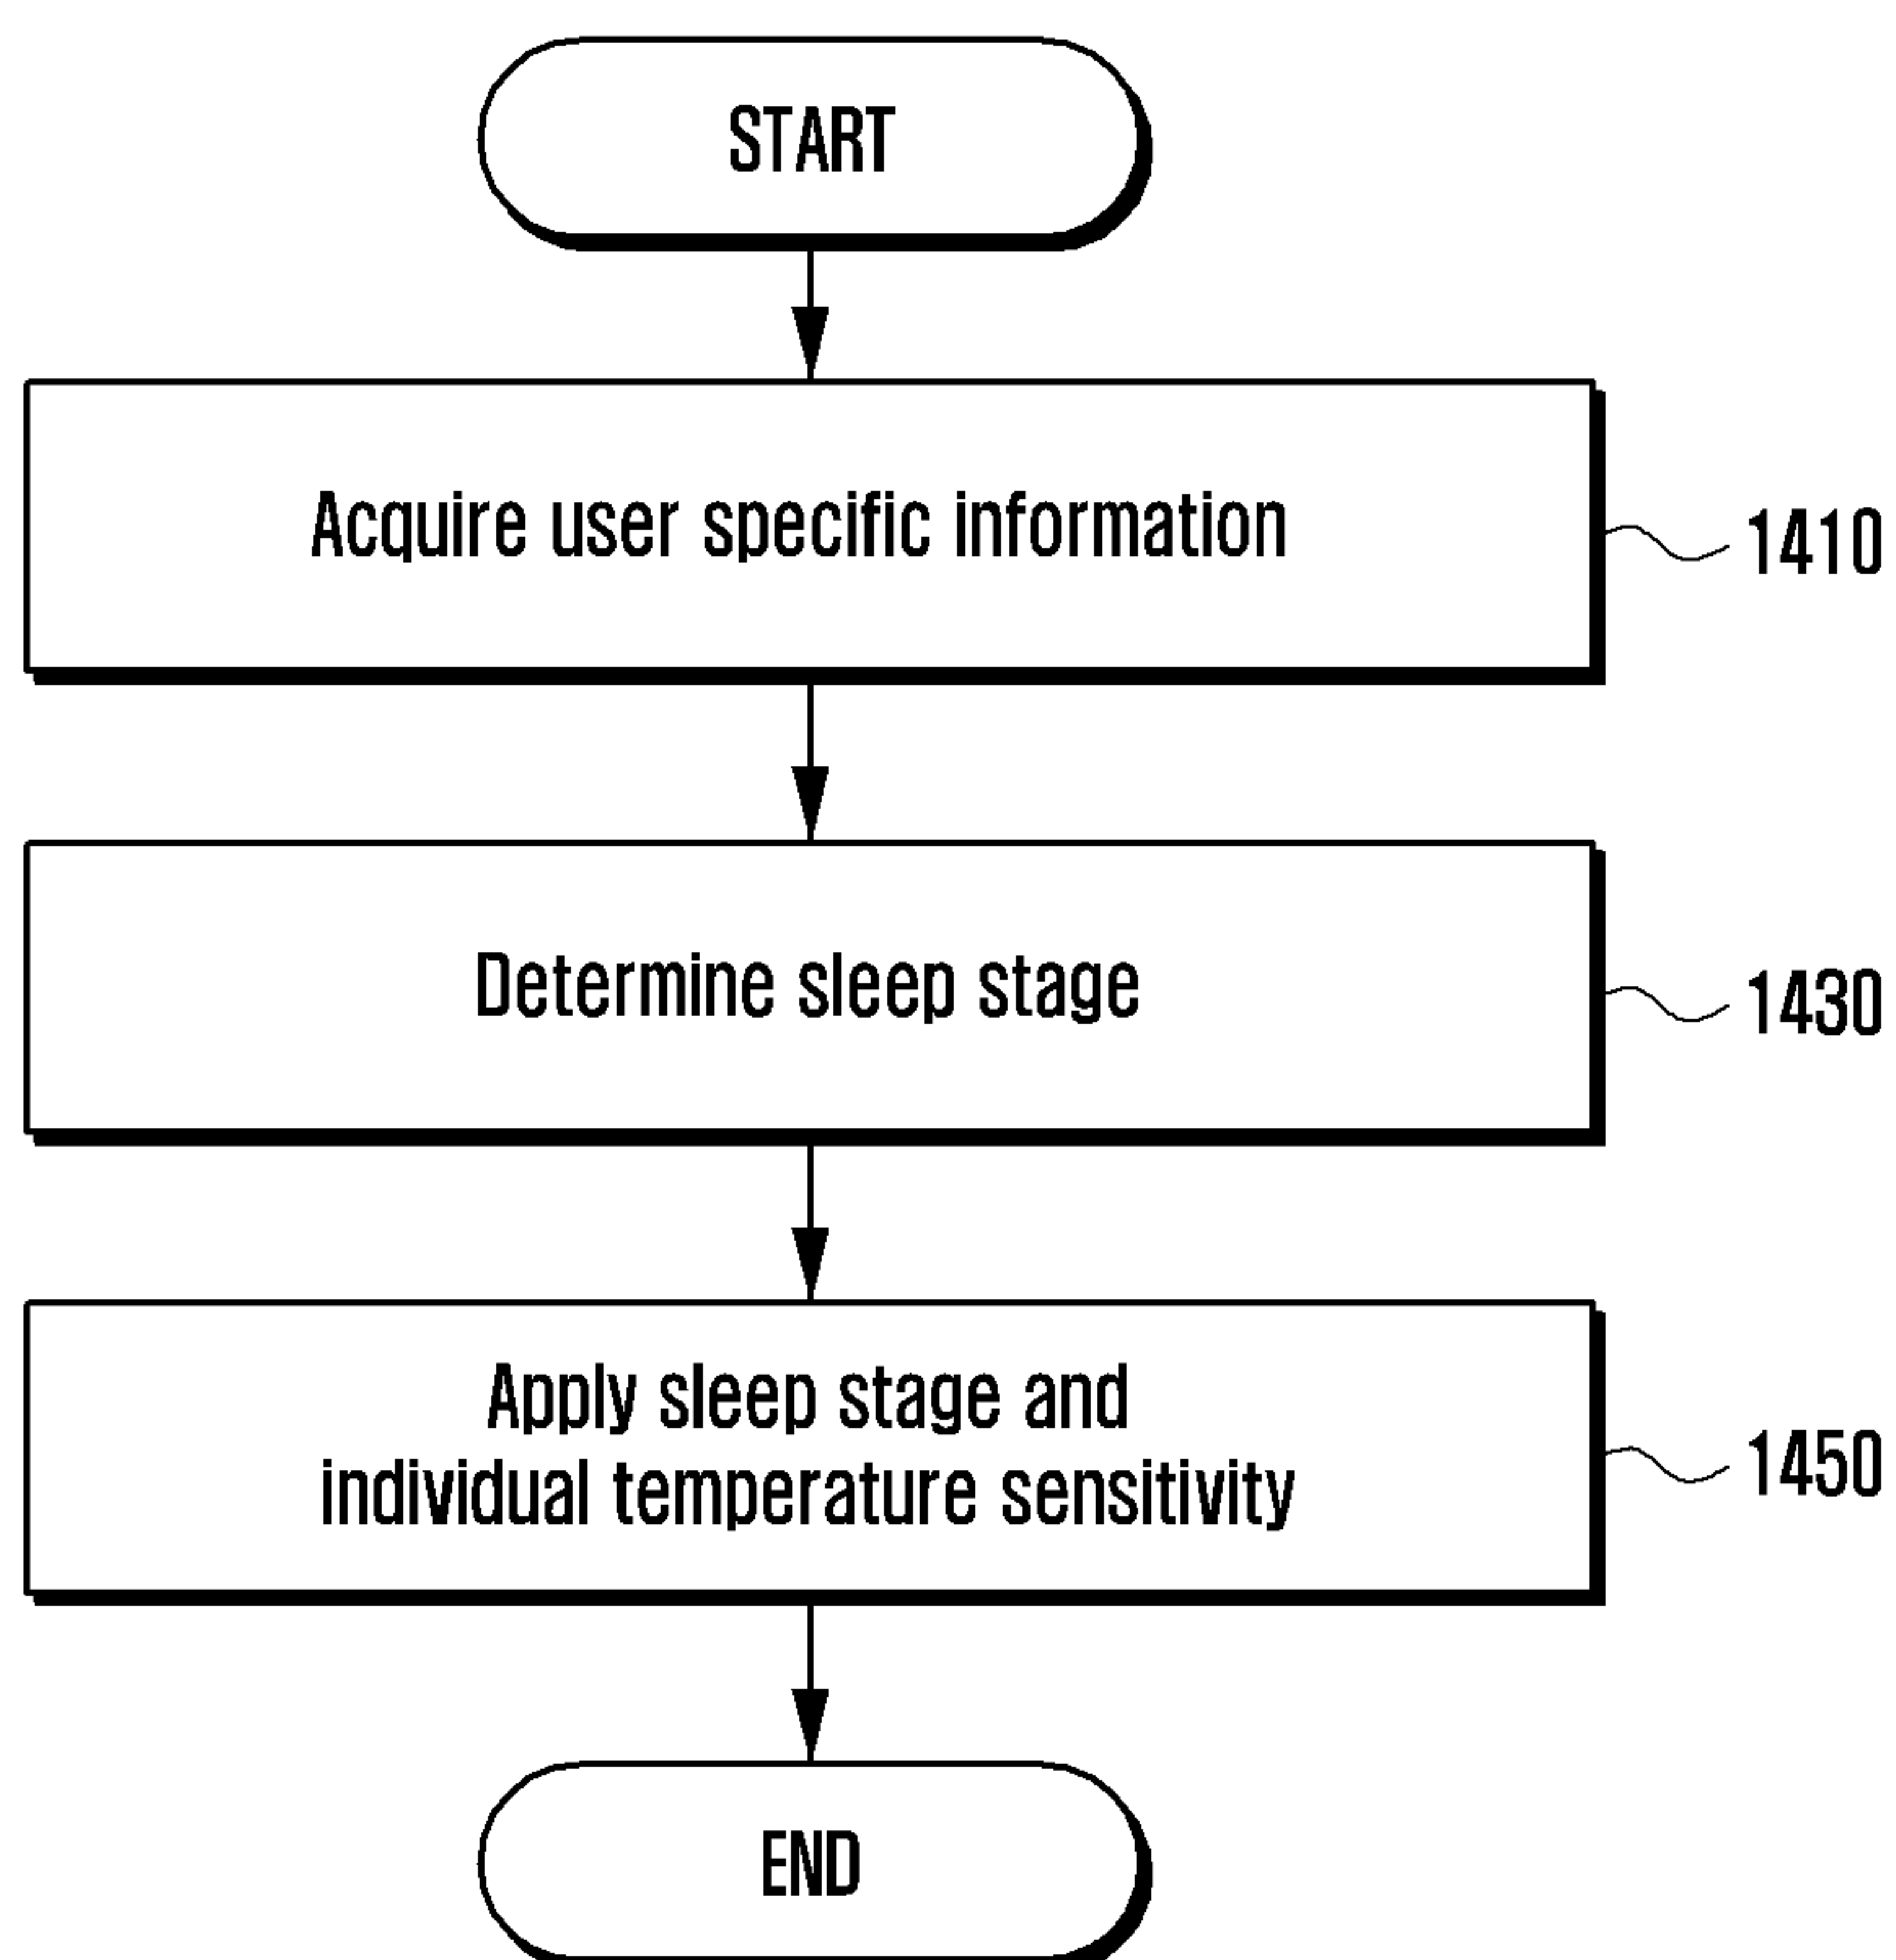 START
Acquire user specific information
1410
Determine sleep stage
1430
Apply sleep stage and
individual temperature sensitivity
1450
END